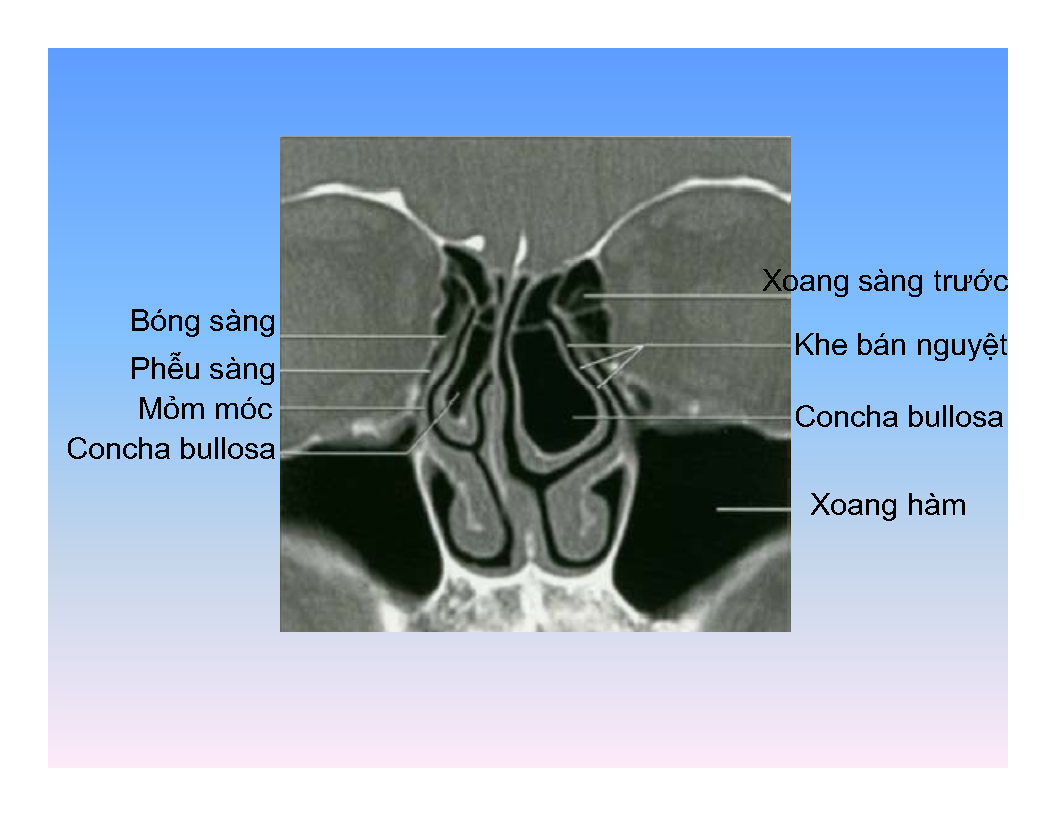 Bóng sàng
Phễu sàng
Mỏm móc
Concha bullosa
Xoang sàng trước
Khe bán nguyệt
Concha bullosa
Xoang hàm